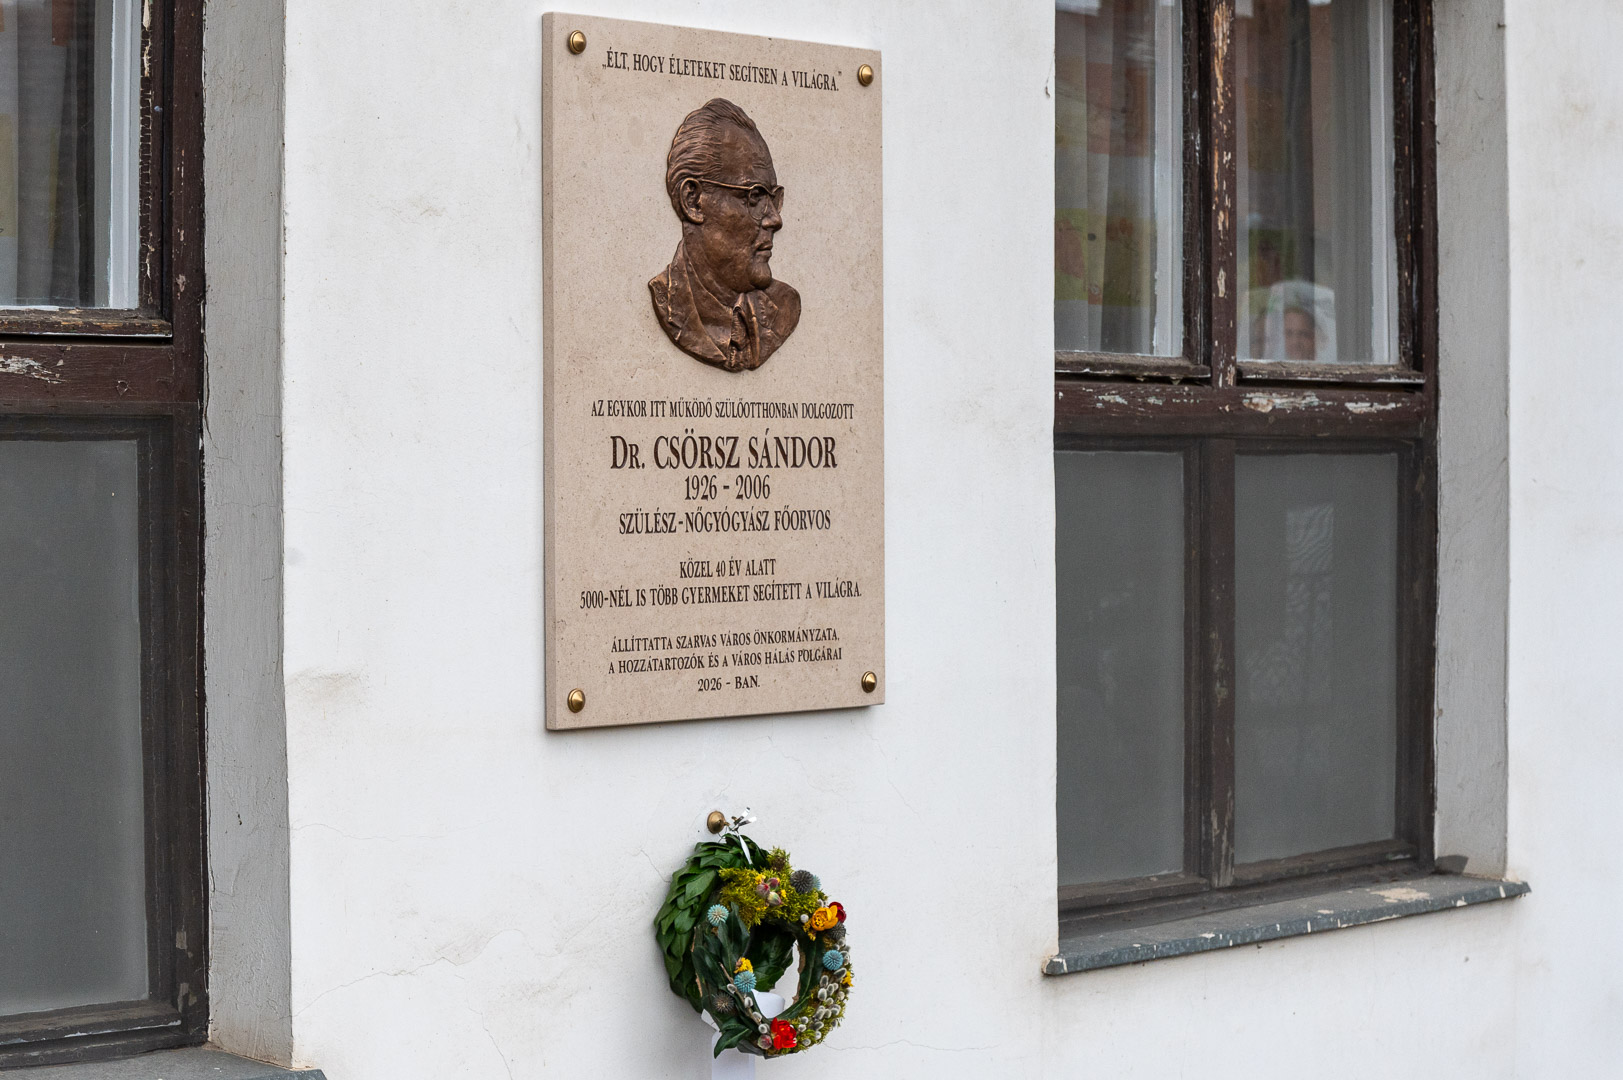 „ÉLT, HOGY ÉLETEKET SEGÍTSEN A VILÁGRA.”
AZ EGYKOR ITT MŰKÖDŐ SZÜLŐOTTHONBAN DOLGOZOTT
DR. CSÖRSZ SÁNDOR
1926 - 2006
SZÜLÉSZ-NŐGYÓGYÁSZ FŐORVOS
KÖZEL 40 ÉV ALATT
5000-NÉL IS TÖBB GYERMEKET SEGÍTETT A VILÁGRA.
ÁLLÍTTATTA SZARVAS VÁROS ÖNKORMÁNYZATA,
A HOZZÁTARTOZÓK ÉS A VÁROS HÁLÁS POLGÁRAI
2026 - BAN.